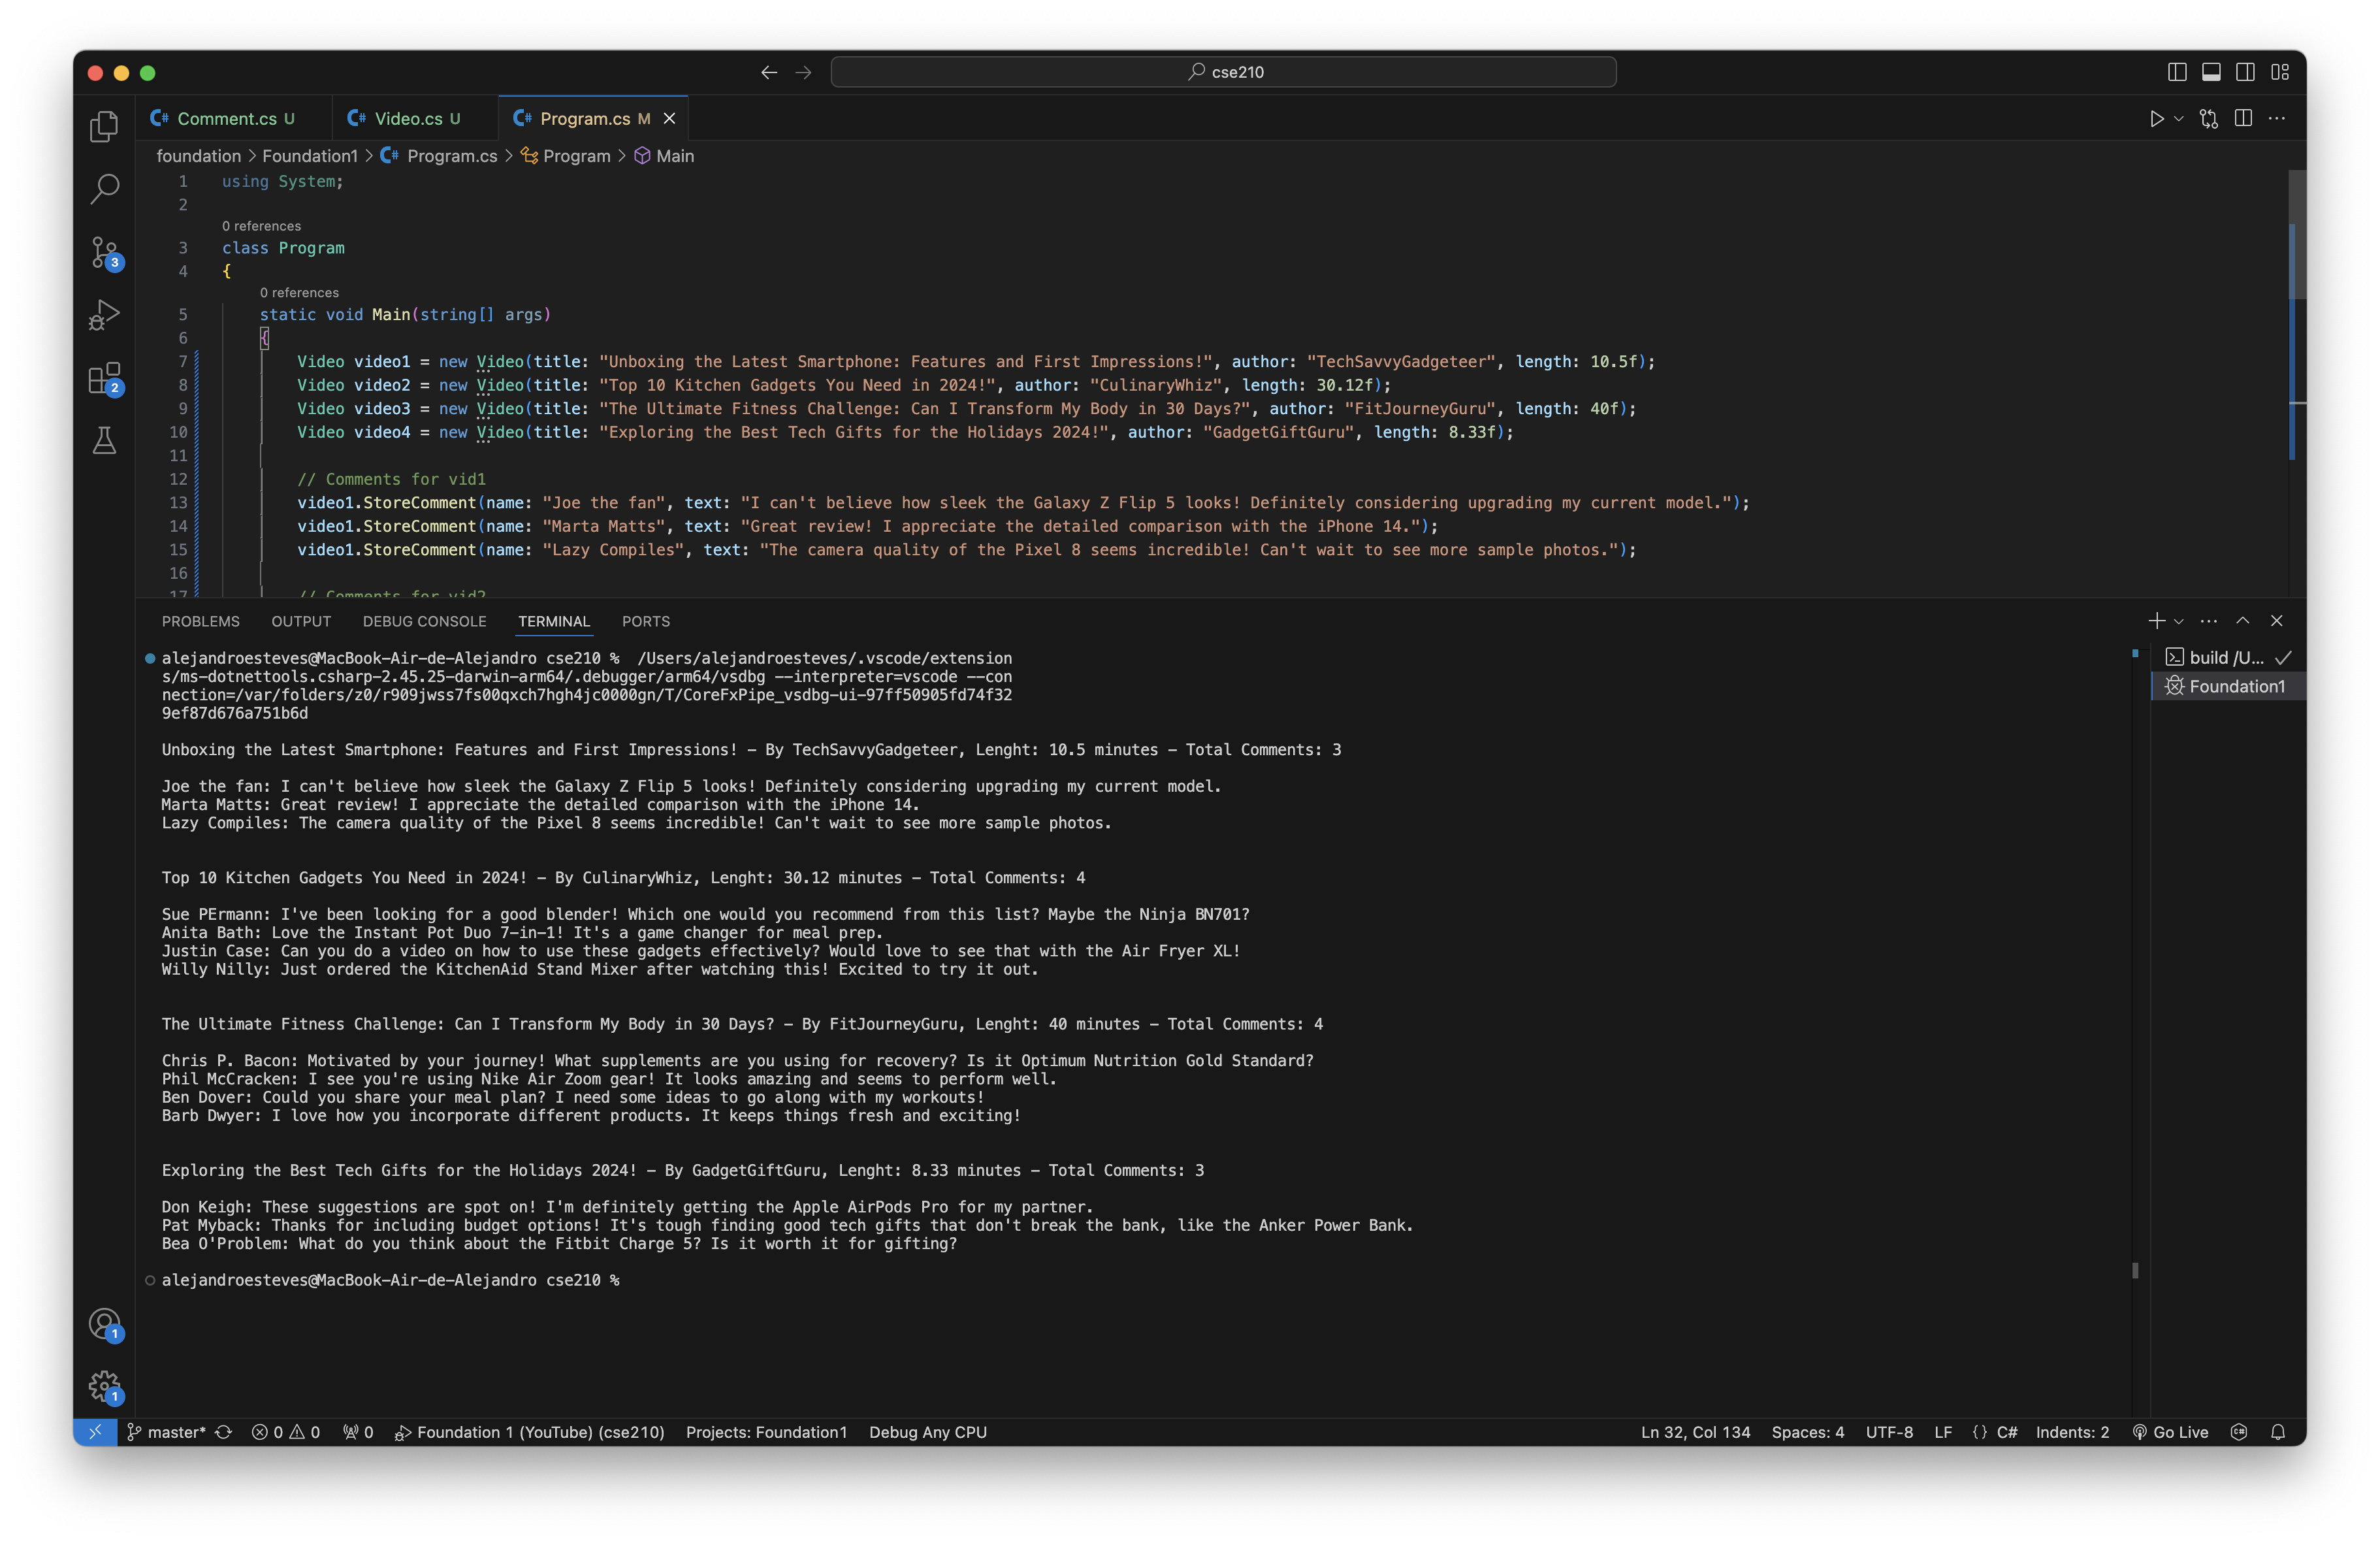 cse210
Comment.cs U
Video.cs U
Program.cs M
foundation > Foundation1 > Program.cs > Program > Main
1 using System;
2
0 references
3 class Program
4 {
0 references
5 static void Main(string[] args)
6 {
7 Video video1 = new Video(title: "Unboxing the Latest Smartphone: Features and First Impressions!", author: "TechSavvyGadgeteer", length: 10.5f);
8 Video video2 = new Video(title: "Top 10 Kitchen Gadgets You Need in 2024!", author: "CulinaryWhiz", length: 30.12f);
9 Video video3 = new Video(title: "The Ultimate Fitness Challenge: Can I Transform My Body in 30 Days?", author: "FitJourneyGuru", length: 40f);
10 Video video4 = new Video(title: "Exploring the Best Tech Gifts for the Holidays 2024!", author: "GadgetGiftGuru", length: 8.33f);
11
12 // Comments for vid1
13 video1.StoreComment(name: "Joe the fan", text: "I can't believe how sleek the Galaxy Z Flip 5 looks! Definitely considering upgrading my current model.");
14 video1.StoreComment(name: "Marta Matts", text: "Great review! I appreciate the detailed comparison with the iPhone 14.");
15 video1.StoreComment(name: "Lazy Compiles", text: "The camera quality of the Pixel 8 seems incredible! Can't wait to see more sample photos.");
16
17 // Comments for vid2
3
2
PROBLEMS OUTPUT DEBUG CONSOLE TERMINAL PORTS
build /U...
Foundation1
alejandroesteves@MacBook-Air-de-Alejandro cse210 % /Users/alejandroesteves/.vscode/extension
s/ms-dotnettools.csharp-2.45.25-darwin-arm64/.debugger/arm64/vsdbg --interpreter=vscode --con
nection=/var/folders/z0/r909jwss7fs00qxch7hgh4jc0000gn/T/CoreFxPipe_vsdbg-ui-97ff50905fd74f32
9ef87d676a751b6d
Unboxing the Latest Smartphone: Features and First Impressions! - By TechSavvyGadgeteer, Lenght: 10.5 minutes - Total Comments: 3
Joe the fan: I can't believe how sleek the Galaxy Z Flip 5 looks! Definitely considering upgrading my current model.
Marta Matts: Great review! I appreciate the detailed comparison with the iPhone 14.
Lazy Compiles: The camera quality of the Pixel 8 seems incredible! Can't wait to see more sample photos.
Top 10 Kitchen Gadgets You Need in 2024! - By CulinaryWhiz, Lenght: 30.12 minutes - Total Comments: 4
Sue PErmann: I've been looking for a good blender! Which one would you recommend from this list? Maybe the Ninja BN701?
Anita Bath: Love the Instant Pot Duo 7-in-1! It's a game changer for meal prep.
Justin Case: Can you do a video on how to use these gadgets effectively? Would love to see that with the Air Fryer XL!
Willy Nilly: Just ordered the KitchenAid Stand Mixer after watching this! Excited to try it out.
The Ultimate Fitness Challenge: Can I Transform My Body in 30 Days? - By FitJourneyGuru, Lenght: 40 minutes - Total Comments: 4
Chris P. Bacon: Motivated by your journey! What supplements are you using for recovery? Is it Optimum Nutrition Gold Standard?
Phil McCracken: I see you're using Nike Air Zoom gear! It looks amazing and seems to perform well.
Ben Dover: Could you share your meal plan? I need some ideas to go along with my workouts!
Barb Dwyer: I love how you incorporate different products. It keeps things fresh and exciting!
Exploring the Best Tech Gifts for the Holidays 2024! - By GadgetGiftGuru, Lenght: 8.33 minutes - Total Comments: 3
Don Keigh: These suggestions are spot on! I'm definitely getting the Apple AirPods Pro for my partner.
Pat Myback: Thanks for including budget options! It's tough finding good tech gifts that don't break the bank, like the Anker Power Bank.
Bea O'Problem: What do you think about the Fitbit Charge 5? Is it worth it for gifting?
alejandroesteves@MacBook-Air-de-Alejandro cse210 %
1
1
master* 0 0 0 Foundation 1 (YouTube) (cse210) Projects: Foundation1 Debug Any CPU Ln 32, Col 134 Spaces: 4 UTF-8 LF {} C# Indents: 2 Go Live